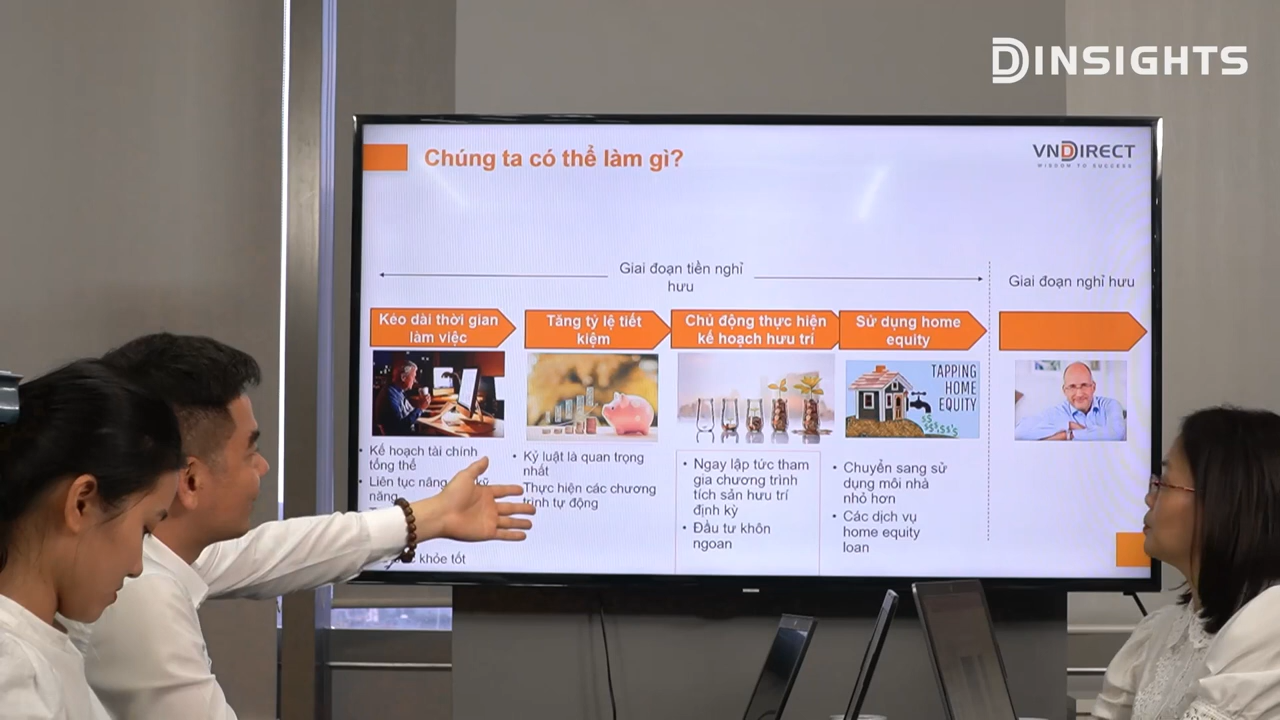 DINSIGHTS
Chúng ta có thể làm gì?
VNDIRECT
WISDOM TO SUCCESS
Giai đoạn tiền nghỉ
hưu
Giai đoạn nghỉ hưu
Kéo dài thời gian
làm việc
Tăng tỷ lệ tiết
kiệm
Chủ động thực hiện
kế hoạch hưu trí
Sử dụng home
equity
TAPPING
HOME
EQUITY
• Kế hoạch tài chính
tổng thể
• Liên tục nâng kỹ
năng
khỏe tốt
• Kỷ luật là quan trọng
nhất
Thực hiện các chương
trình tự động
• Ngay lập tức tham
gia chương trình
tích sản hưu trí
định kỳ
• Đầu tư khôn
ngoan
• Chuyển sang sử
dụng môi nhà
nhỏ hơn
• Các dịch vụ
home equity
loan